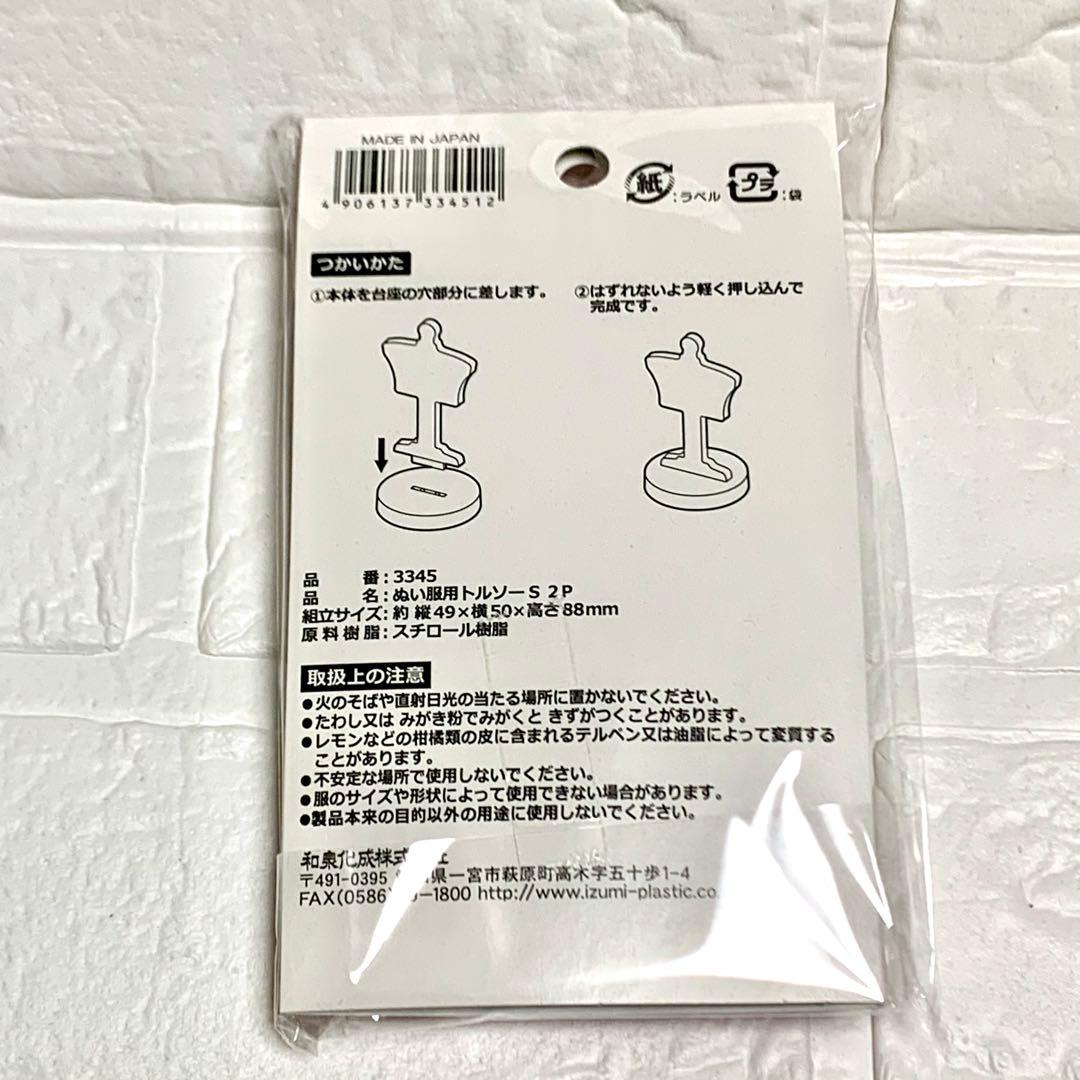 MADE IN JAPAN
4 906137 334512
紙 :ラベル
プラ :袋
つかいかた
①本体を台座の穴部分に差します。
②はずれないよう軽く押し込んで
完成です。
品 番:3345
品 名:ぬい服用トルソーS 2P
組立サイズ:約 縦49×横50×高さ88mm
原料樹脂:スチロール樹脂
取扱上の注意
●火のそばや直射日光の当たる場所に置かないでください。
●たわし又は みがき粉でみがくと きずがつくことがあります。
●レモンなどの柑橘類の皮に含まれるテルペン又は油脂によって変質する
ことがあります。
●不安定な場所で使用しないでください。
●服のサイズや形状によって使用できない場合があります。
●製品本来の目的以外の用途に使用しないでください。
和泉化成株式会社
〒491-0395 県一宮市萩原町高木字五十歩1-4
FAX(0586) -1800 http://www.izumi-plastic.co.